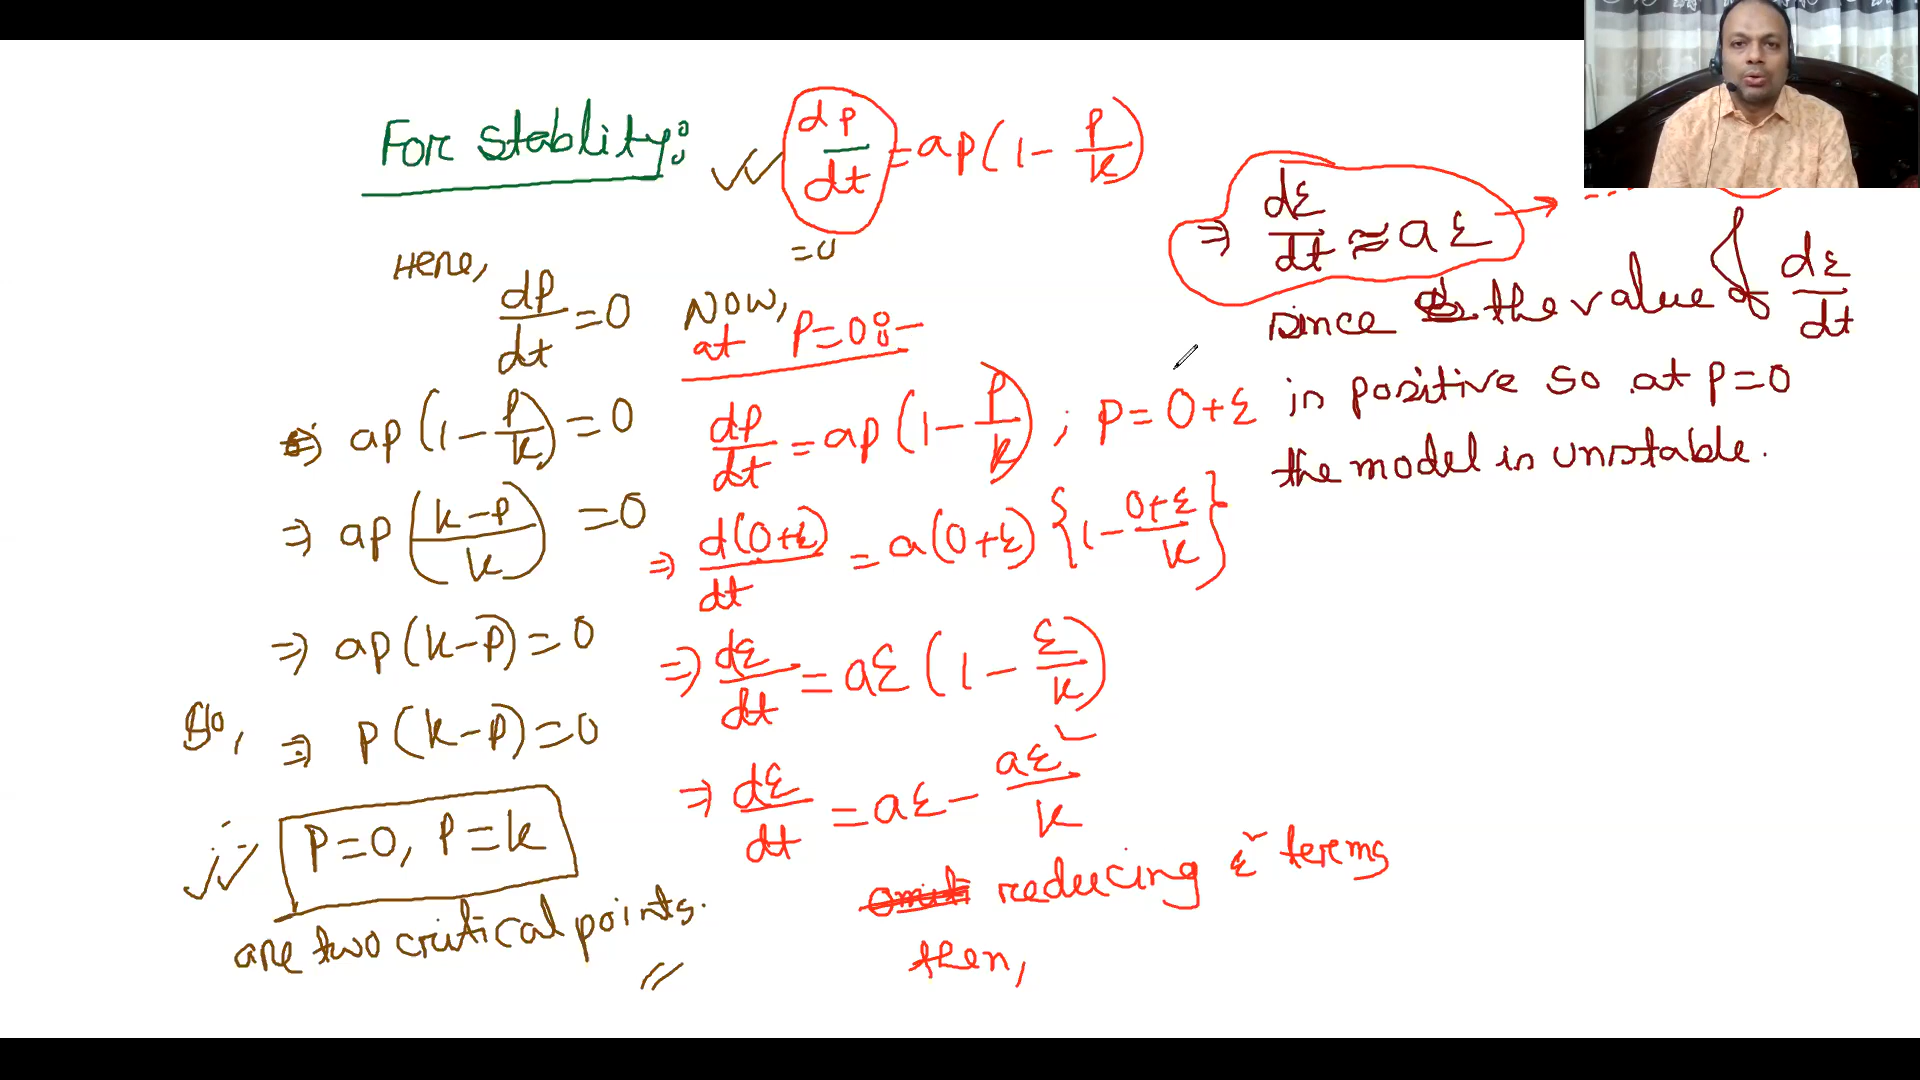 For stablity:
dp/dt = ap(1 - p/k)
= 0
Here,
dp/dt = 0
⇒ ap(1 - p/k) = 0
⇒ ap((k-p)/k) = 0
⇒ ap(k-p) = 0
So, ⇒ p(k-p) = 0
P=0, P=k
are two critical points.
Now,
at P=0:-
dp/dt = ap(1 - p/k) ; p = 0+ε
⇒ d(0+ε)/dt = a(0+ε){1 - (0+ε)/k}
⇒ dε/dt = aε(1 - ε/k)
⇒ dε/dt = aε - aε²/k
reducing ε² terms
then,
⇒ dε/dt ≈ aε →
since the value of dε/dt
is positive so at p=0
the model is unstable.